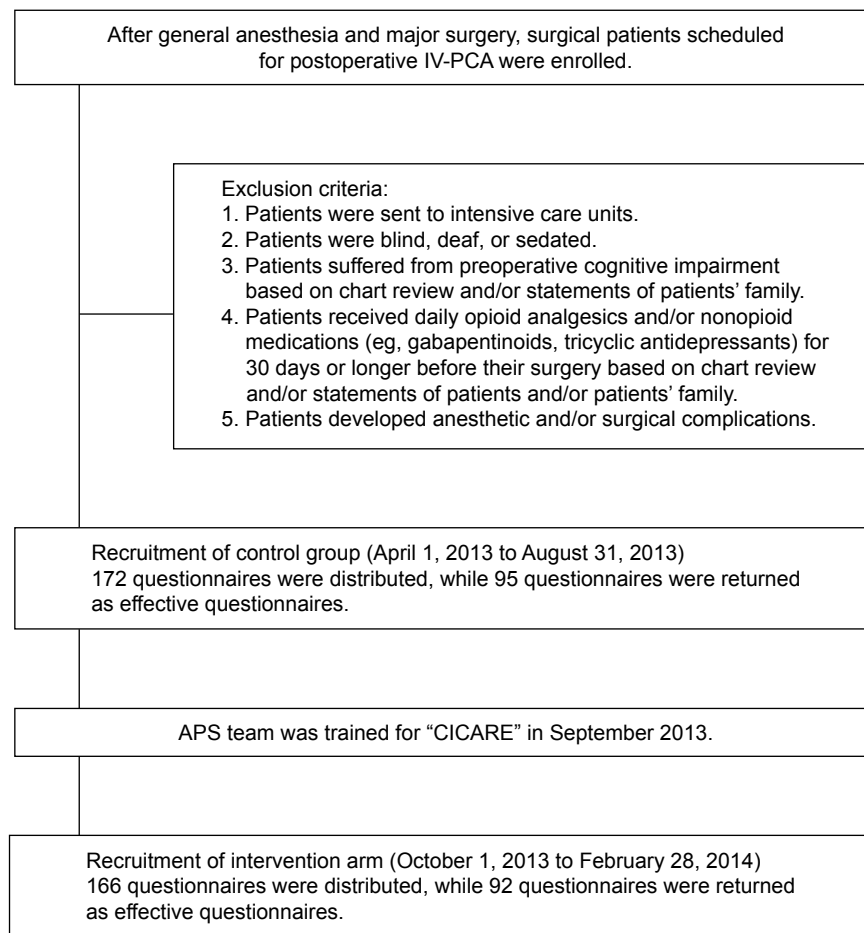 After general anesthesia and major surgery, surgical patients scheduled
for postoperative IV-PCA were enrolled.
Exclusion criteria:
1. Patients were sent to intensive care units.
2. Patients were blind, deaf, or sedated.
3. Patients suffered from preoperative cognitive impairment
based on chart review and/or statements of patients’ family.
4. Patients received daily opioid analgesics and/or nonopioid
medications (eg, gabapentinoids, tricyclic antidepressants) for
30 days or longer before their surgery based on chart review
and/or statements of patients and/or patients’ family.
5. Patients developed anesthetic and/or surgical complications.
Recruitment of control group (April 1, 2013 to August 31, 2013)
172 questionnaires were distributed, while 95 questionnaires were returned
as effective questionnaires.
APS team was trained for “CICARE” in September 2013.
Recruitment of intervention arm (October 1, 2013 to February 28, 2014)
166 questionnaires were distributed, while 92 questionnaires were returned
as effective questionnaires.